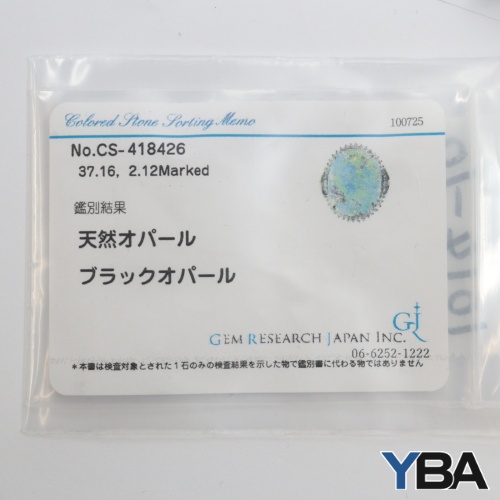 Colored Stone Sorting Memo
100725
No.CS-418426
37.16, 2.12Marked
鑑別結果
天然オパール
ブラックオパール
GJ
GEM RESEARCH JAPAN INC.
06-6252-1222
*本書は検査対象とされた1石のみの検査結果を示した物で鑑別書に代わる物ではありません
YBA